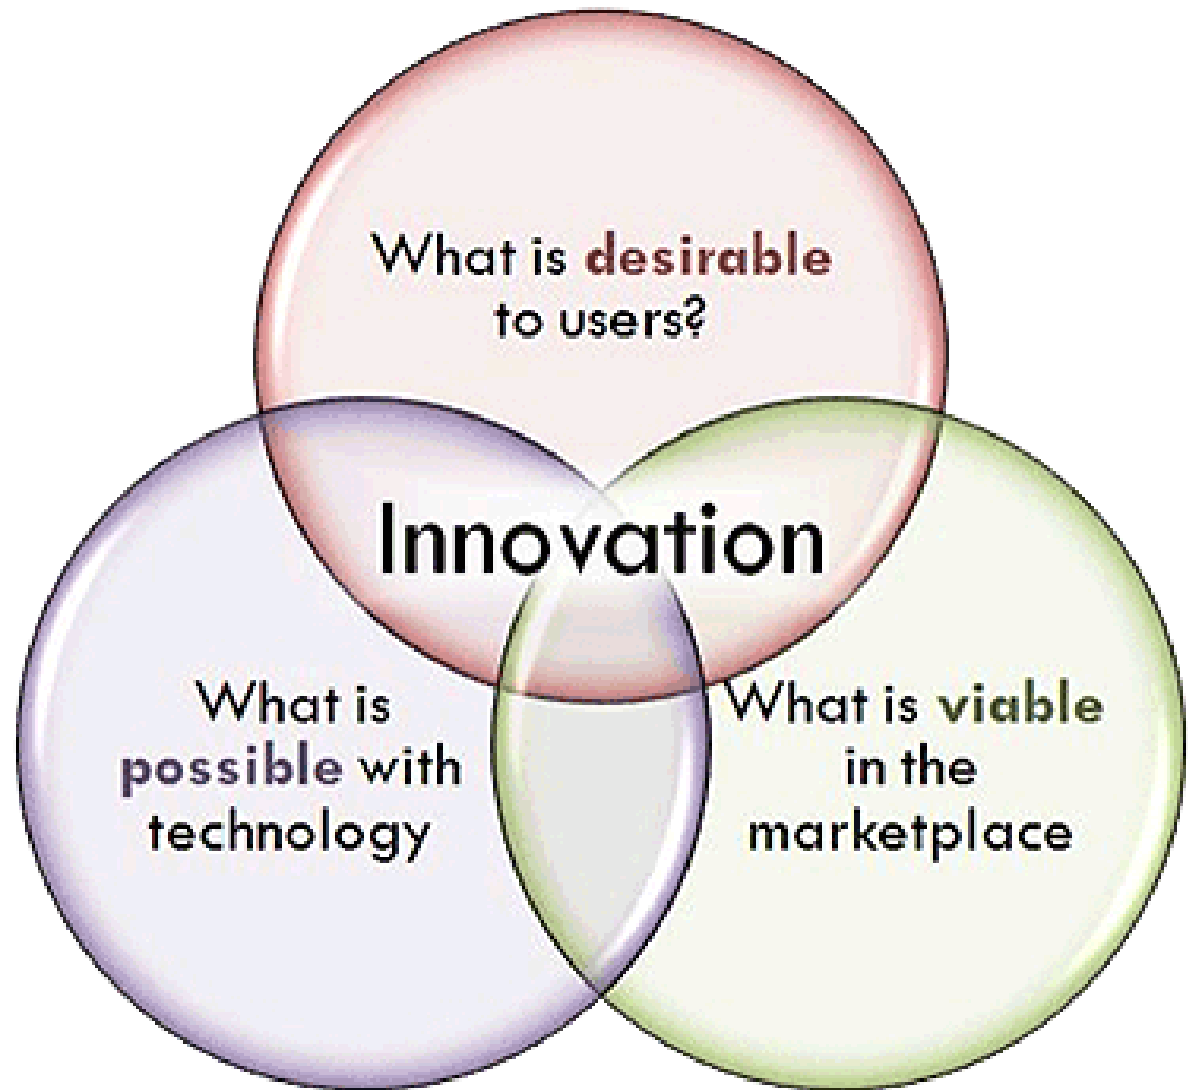 What is desirable
to users?
Innovation
What is
possible with
technology
What is viable
in the
marketplace